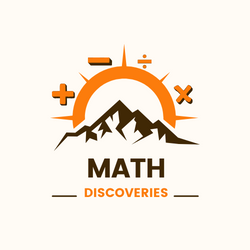 + − ÷ ×
MATH
DISCOVERIES